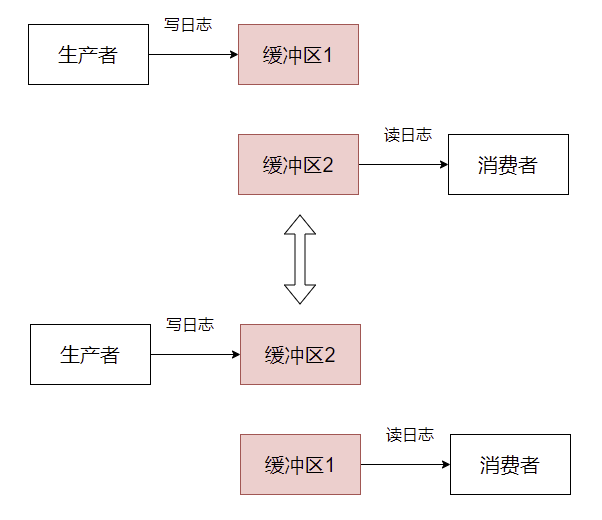 写日志
生产者
缓冲区1
读日志
缓冲区2
消费者
写日志
生产者
缓冲区2
读日志
缓冲区1
消费者